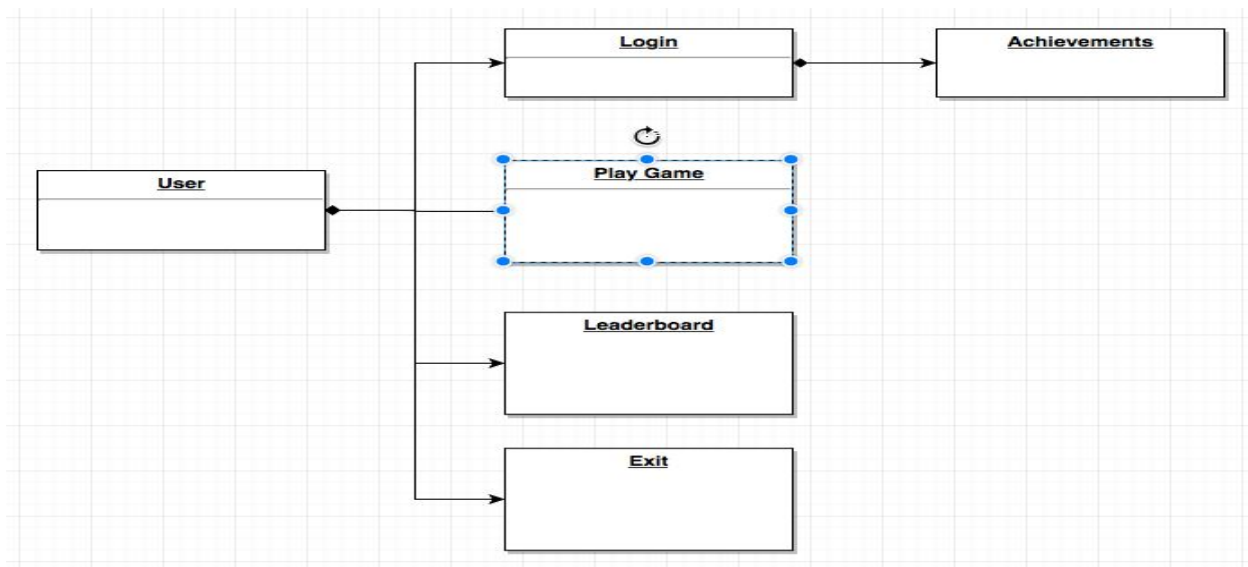 Login
Achievements
Play Game
User
Leaderboard
Exit